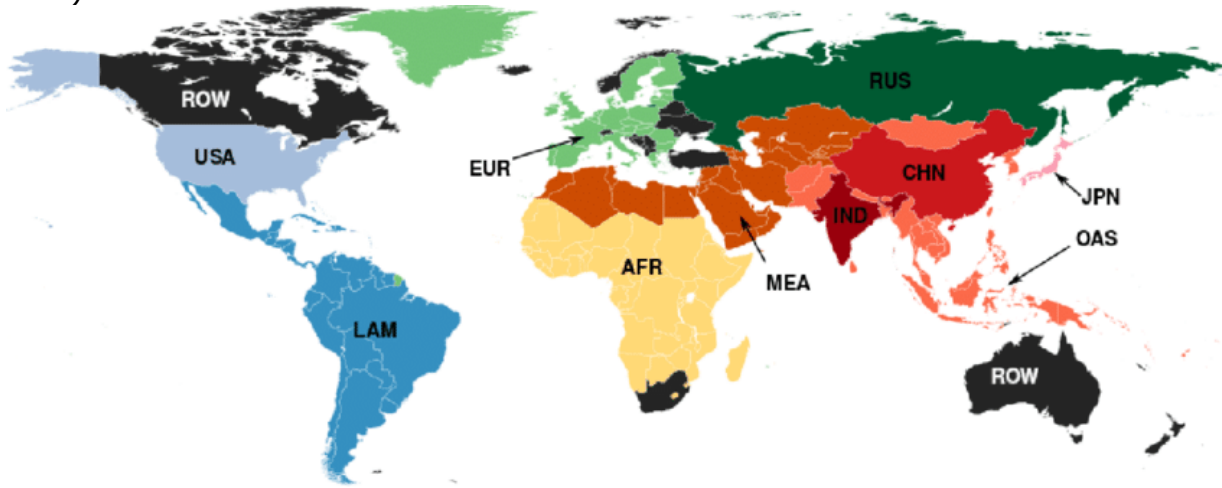 ROW
RUS
USA
EUR
CHN
JPN
IND
OAS
AFR
MEA
LAM
ROW